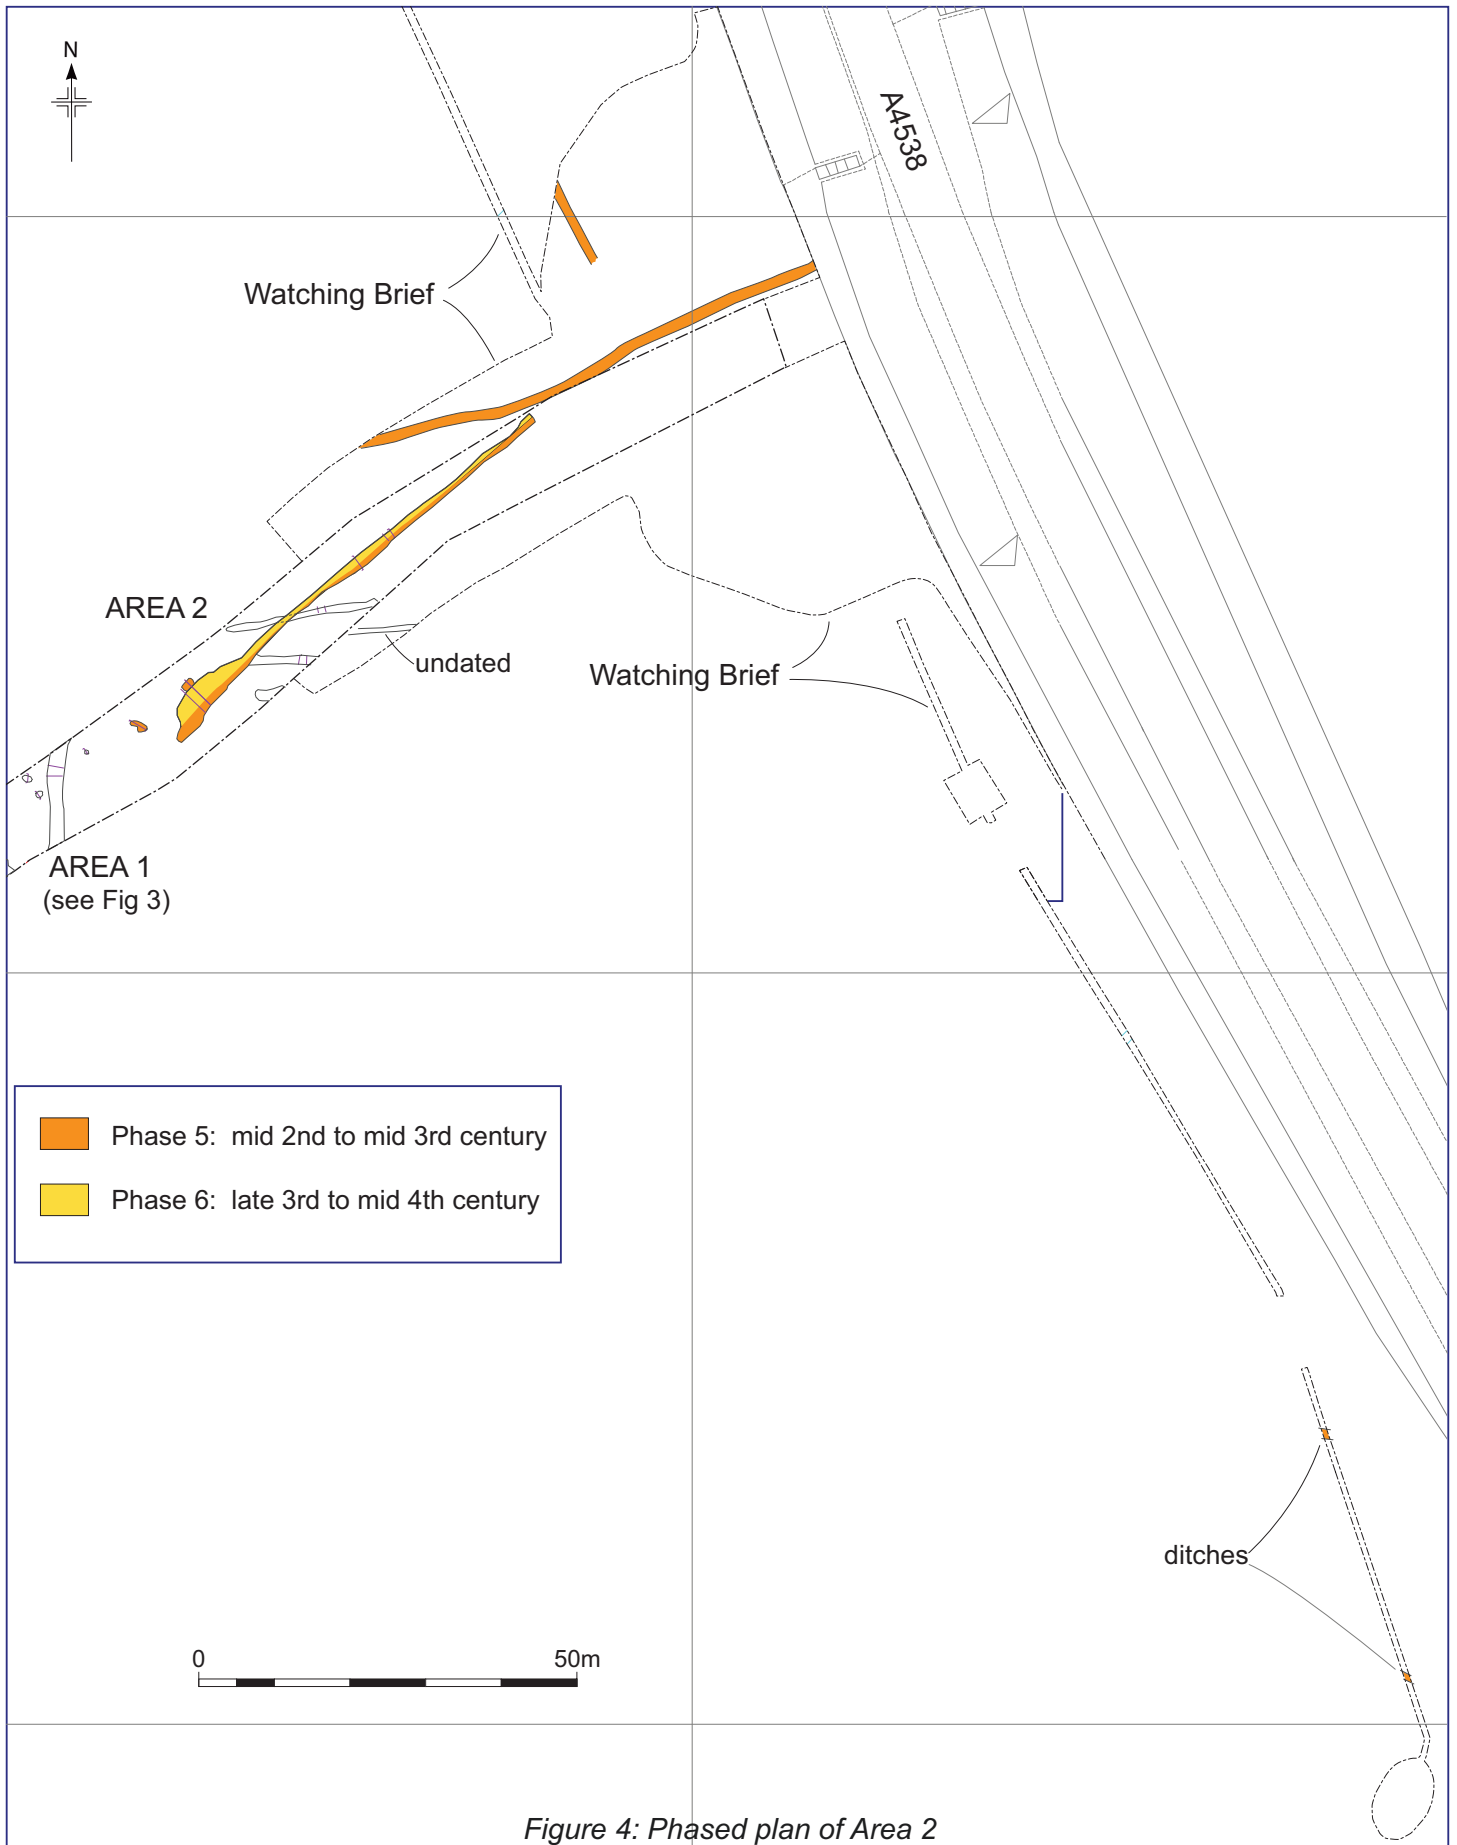 N
A4538
Watching Brief
AREA 2
undated
Watching Brief
AREA 1
(see Fig 3)
Phase 5: mid 2nd to mid 3rd century
Phase 6: late 3rd to mid 4th century
ditches
0 50m
Figure 4: Phased plan of Area 2